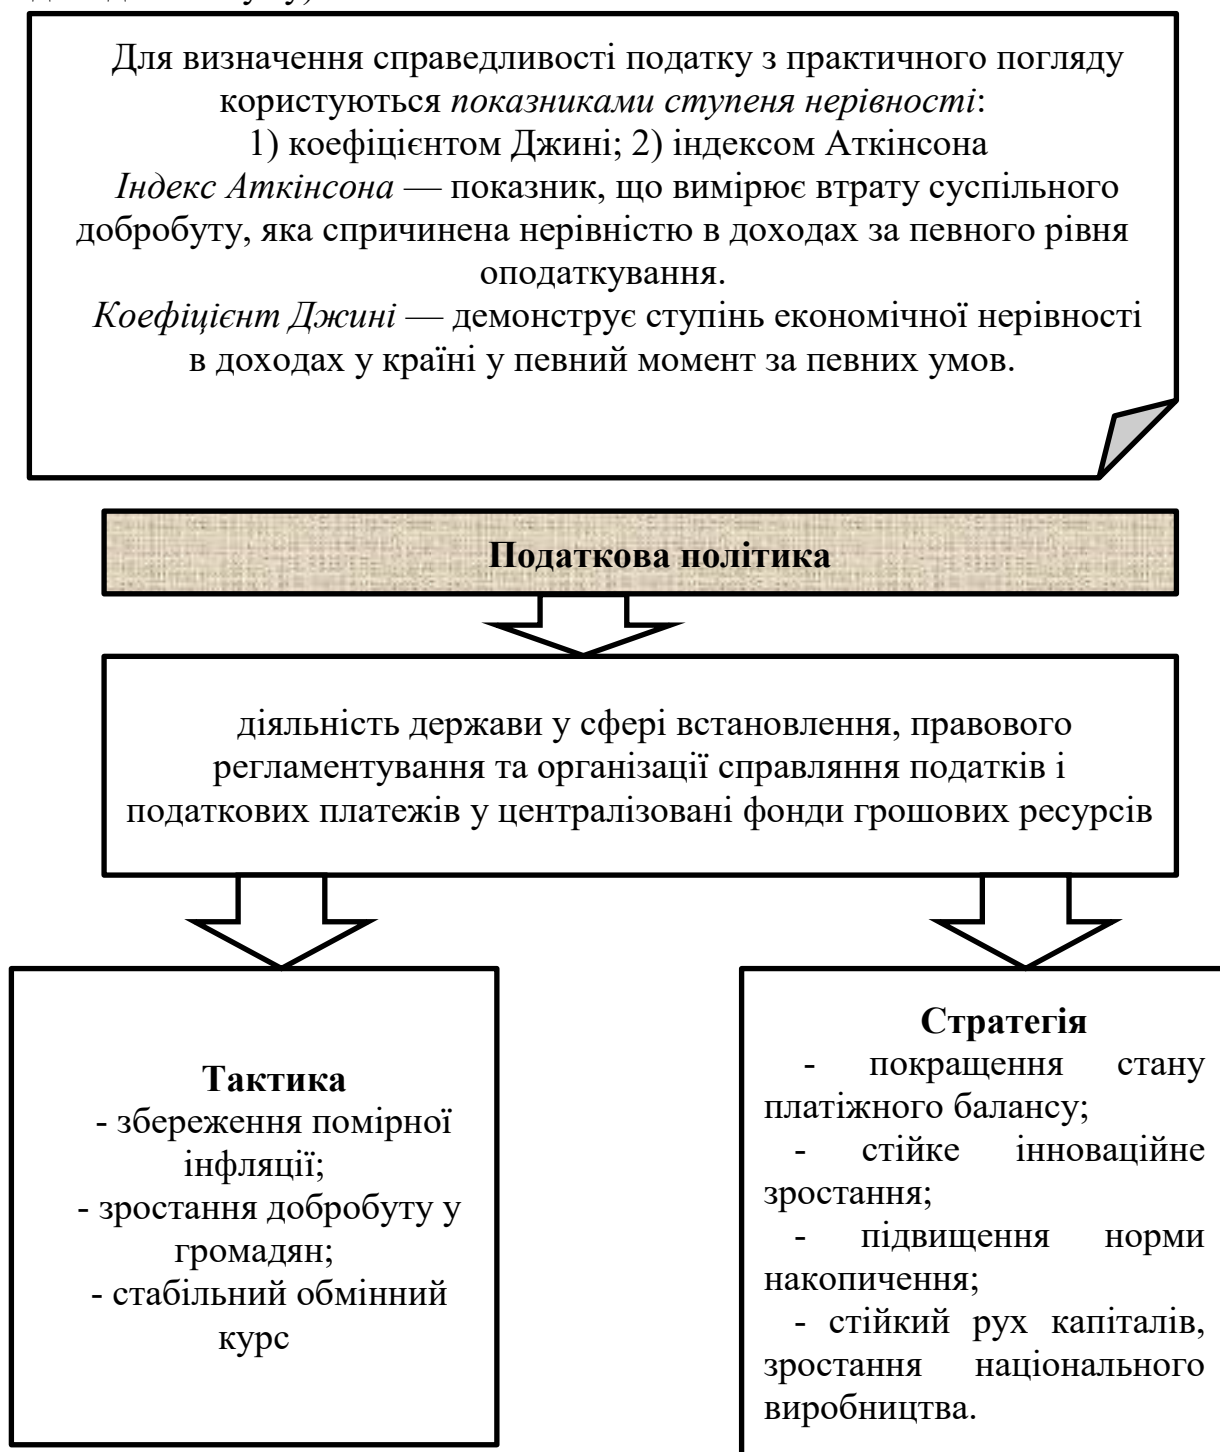 Для визначення справедливості податку з практичного погляду
користуються показниками ступеня нерівності:
1) коефіцієнтом Джині; 2) індексом Аткінсона
Індекс Аткінсона — показник, що вимірює втрату суспільного
добробуту, яка спричинена нерівністю в доходах за певного рівня
оподаткування.
Коефіцієнт Джині — демонструє ступінь економічної нерівності
в доходах у країні у певний момент за певних умов.
Податкова політика
діяльність держави у сфері встановлення, правового
регламентування та організації справляння податків і
податкових платежів у централізовані фонди грошових ресурсів
Тактика
- збереження помірної
інфляції;
- зростання добробуту у
громадян;
- стабільний обмінний
курс
Стратегія
- покращення стану
платіжного балансу;
- стійке інноваційне
зростання;
- підвищення норми
накопичення;
- стійкий рух капіталів,
зростання національного
виробництва.